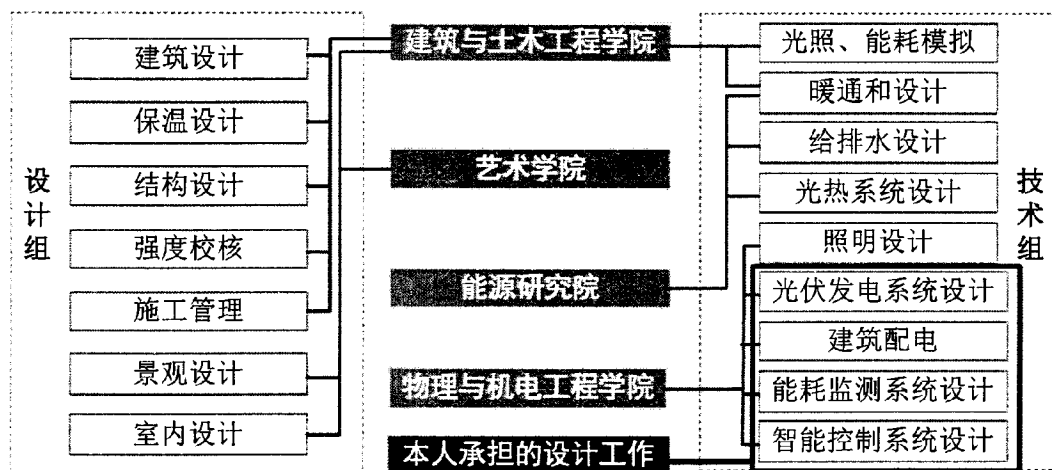 设计组
建筑设计
保温设计
结构设计
强度校核
施工管理
景观设计
室内设计
建筑与土木工程学院
艺术学院
能源研究院
物理与机电工程学院
本人承担的设计工作
光照、能耗模拟
暖通和设计
给排水设计
光热系统设计
照明设计
光伏发电系统设计
建筑配电
能耗监测系统设计
智能控制系统设计
技术组